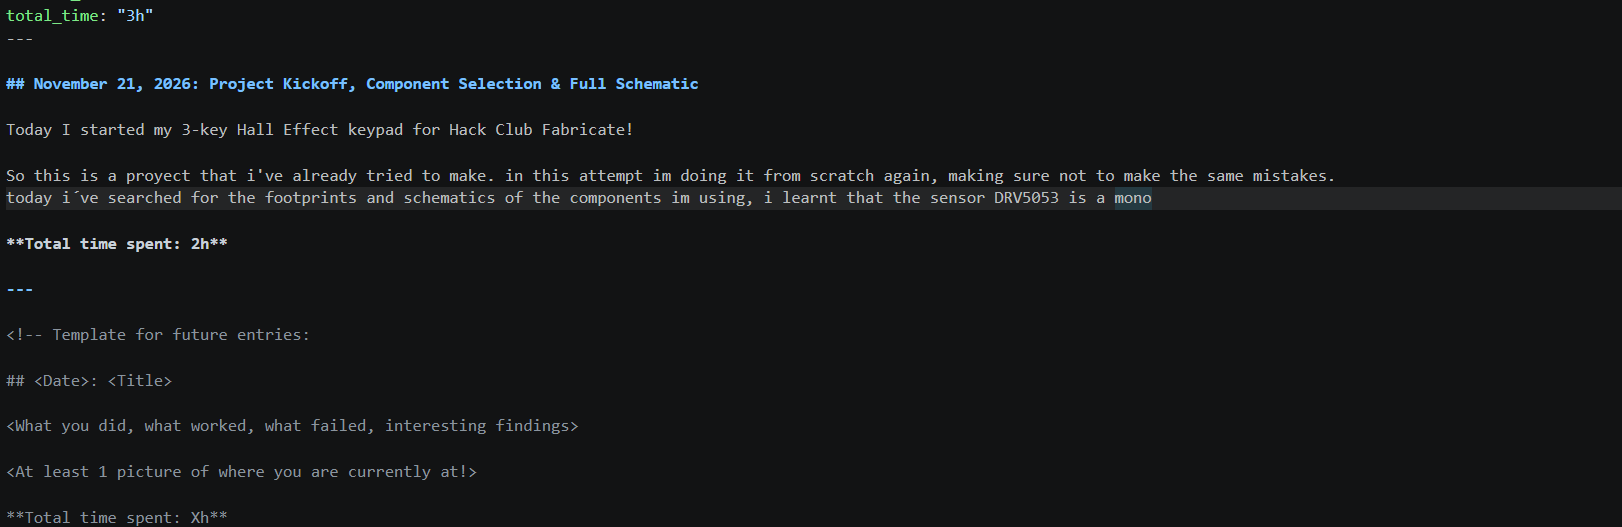 total_time: "3h"
---
## November 21, 2026: Project Kickoff, Component Selection & Full Schematic
Today I started my 3-key Hall Effect keypad for Hack Club Fabricate!
So this is a proyect that i've already tried to make. in this attempt im doing it from scratch again, making sure not to make the same mistakes.
today i´ve searched for the footprints and schematics of the components im using, i learnt that the sensor DRV5053 is a mono
**Total time spent: 2h**
---
<!-- Template for future entries:
## <Date>: <Title>
<What you did, what worked, what failed, interesting findings>
<At least 1 picture of where you are currently at!>
**Total time spent: Xh**